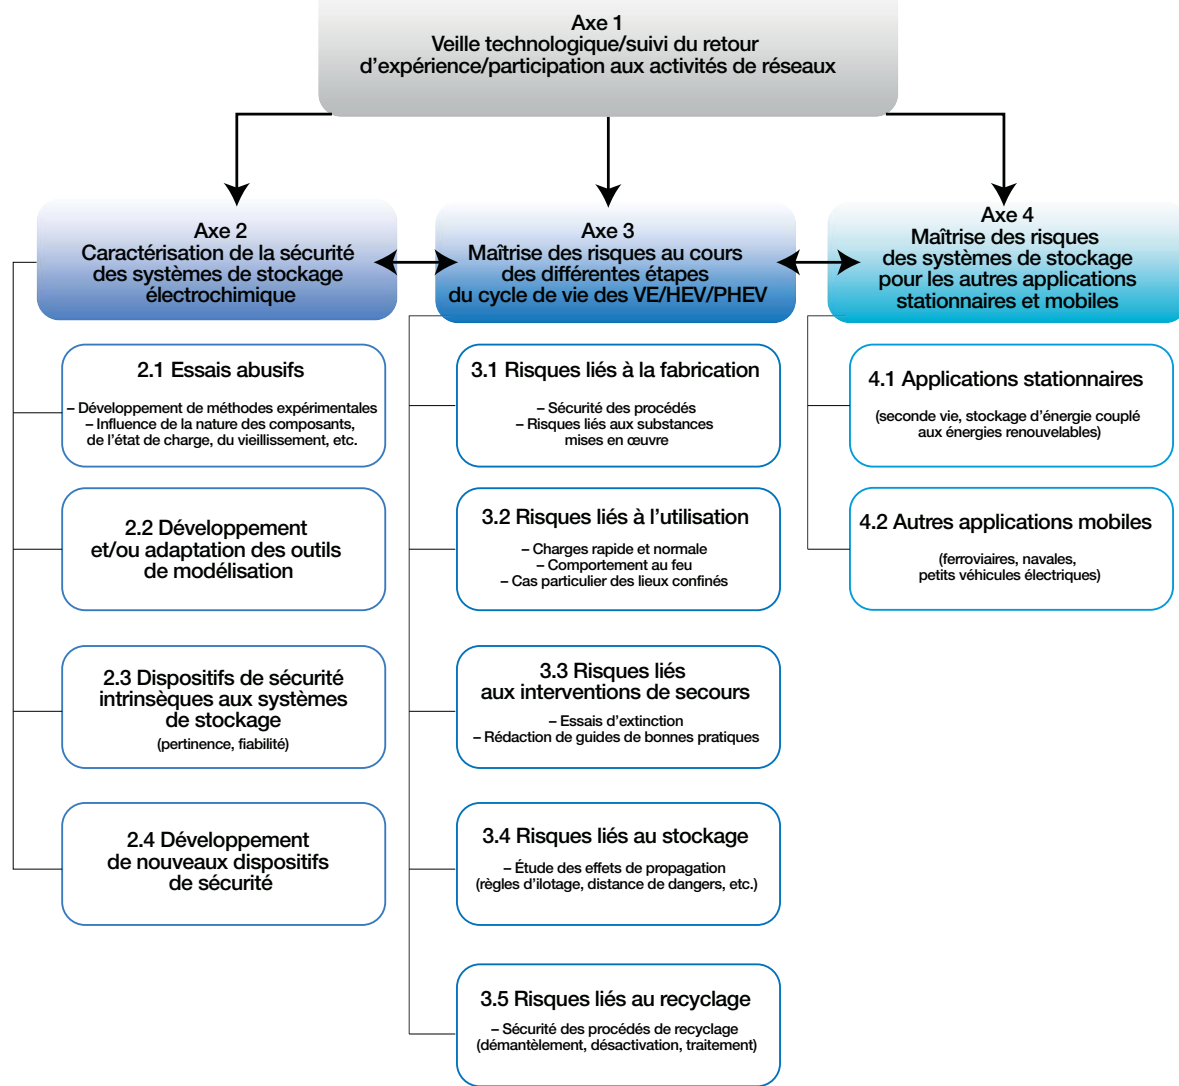 Axe 1
Veille technologique/suivi du retour
d'expérience/participation aux activités de réseaux
Axe 2
Caractérisation de la sécurité
des systèmes de stockage
électrochimique
Axe 3
Maîtrise des risques au cours
des différentes étapes
du cycle de vie des VE/HEV/PHEV
Axe 4
Maîtrise des risques
des systèmes de stockage
pour les autres applications
stationnaires et mobiles
2.1 Essais abusifs
– Développement de méthodes expérimentales
– Influence de la nature des composants,
de l'état de charge, du vieillissement, etc.
2.2 Développement
et/ou adaptation des outils
de modélisation
2.3 Dispositifs de sécurité
intrinsèques aux systèmes
de stockage
(pertinence, fiabilité)
2.4 Développement
de nouveaux dispositifs
de sécurité
3.1 Risques liés à la fabrication
– Sécurité des procédés
– Risques liés aux substances
mises en œuvre
3.2 Risques liés à l'utilisation
– Charges rapide et normale
– Comportement au feu
– Cas particulier des lieux confinés
3.3 Risques liés
aux interventions de secours
– Essais d'extinction
– Rédaction de guides de bonnes pratiques
3.4 Risques liés au stockage
– Étude des effets de propagation
(règles d'ilotage, distance de dangers, etc.)
3.5 Risques liés au recyclage
– Sécurité des procédés de recyclage
(démantèlement, désactivation, traitement)
4.1 Applications stationnaires
(seconde vie, stockage d'énergie couplé
aux énergies renouvelables)
4.2 Autres applications mobiles
(ferroviaires, navales,
petits véhicules électriques)